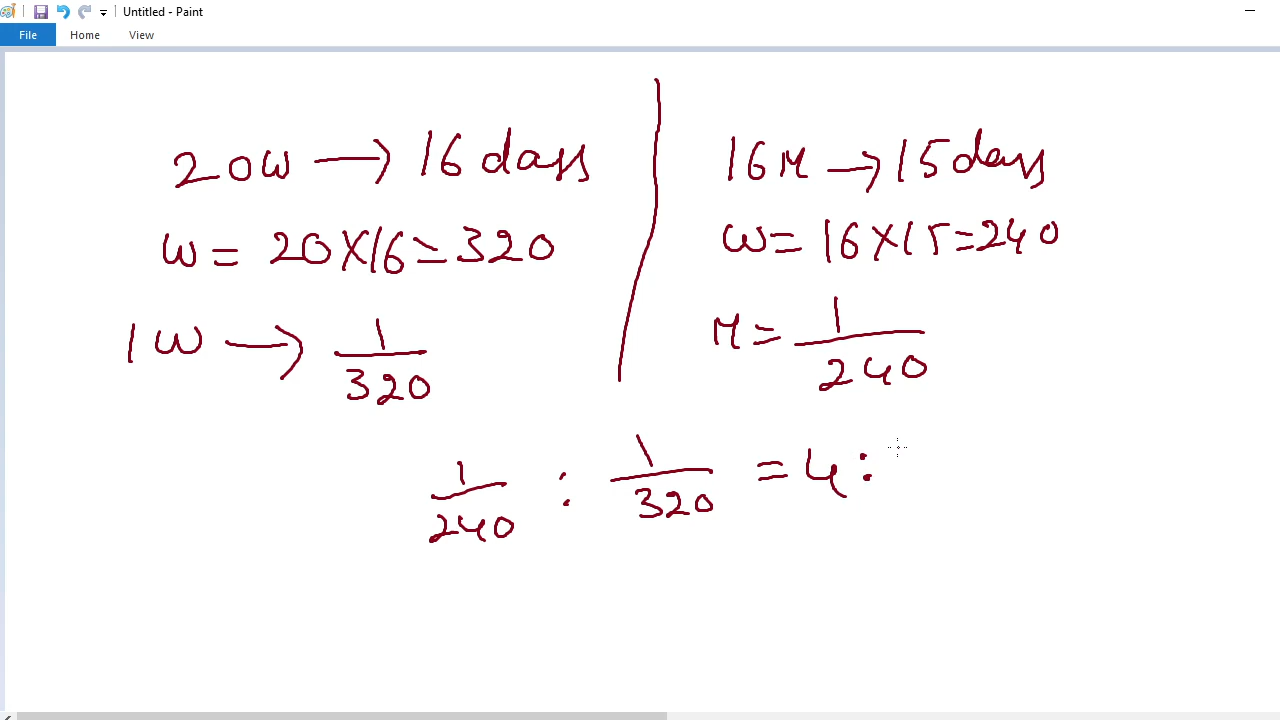 Untitled - Paint
File Home View
20W → 16 days
W = 20 X 16 = 320
1 W → 1/320
16M → 15 days
W = 16 X 15 = 240
M = 1/240
1/240 : 1/320 = 4 :